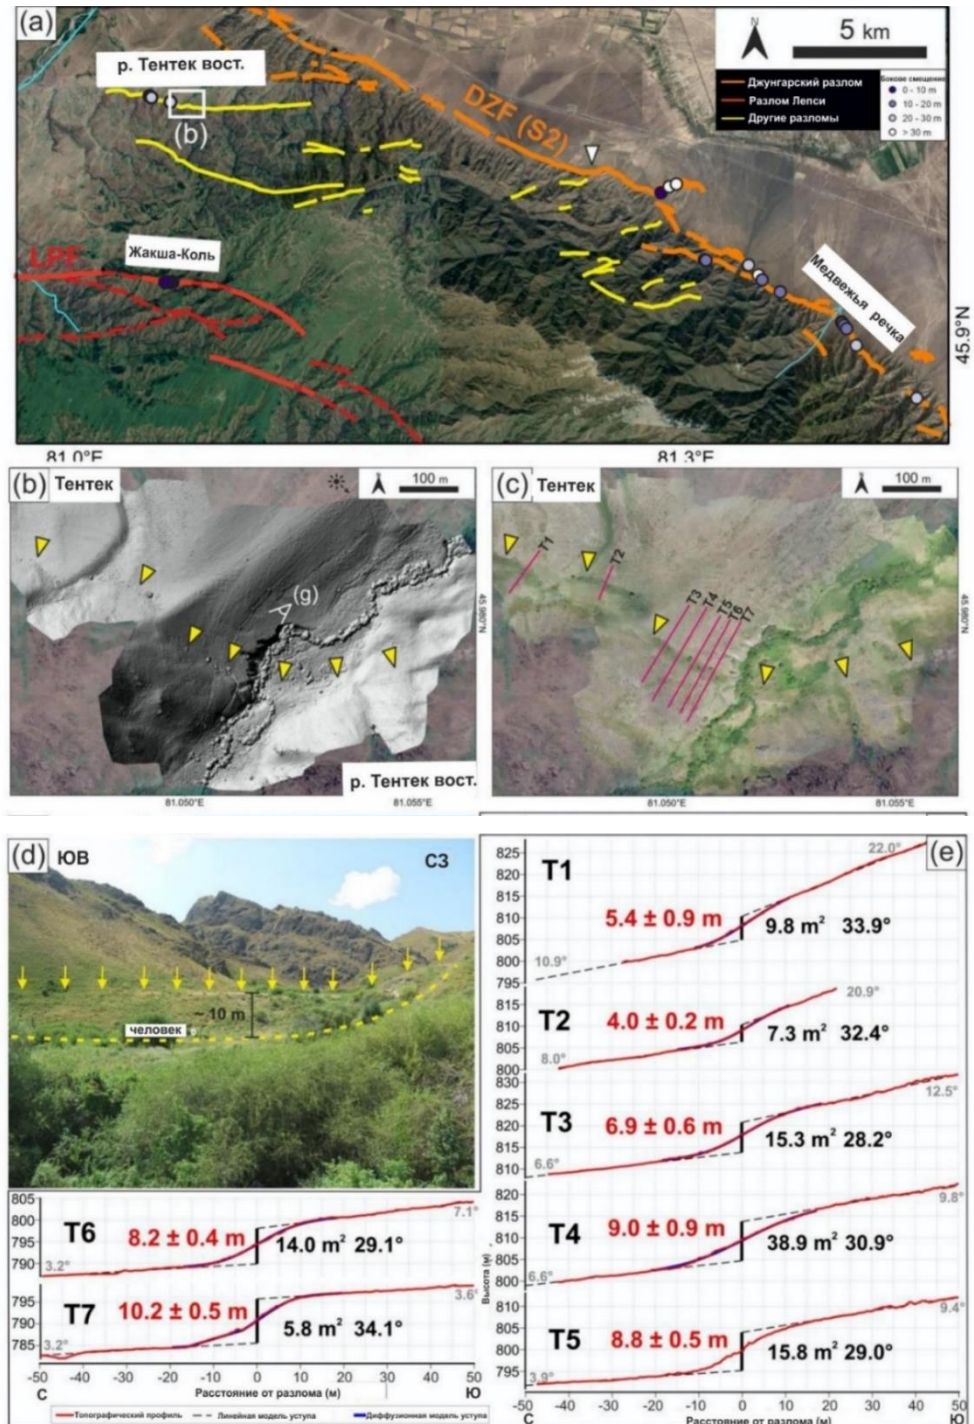 (a)
р. Тентек вост.
(b)
DZF (S2)
N
5 km
Джунгарский разлом
Разлом Лепси
Другие разломы
Боковое смещение
0 - 10 m
10 - 20 m
20 - 30 m
> 30 m
LPF
Жакша-Коль
Медвежья речка
45.9°N
81.0°E
81.3°E
(b) Тентек
100 m
(g)
р. Тентек вост.
81.050°E
81.055°E
45.980°N
(c) Тентек
100 m
T1
T2
T3
T4
T5
T6
T7
81.050°E
81.055°E
45.980°N
(d) ЮВ
СЗ
~ 10 m
человек
(e)
T1
5.4 ± 0.9 m
9.8 m² 33.9°
22.0°
10.9°
825
820
815
810
805
800
795
T2
4.0 ± 0.2 m
7.3 m² 32.4°
20.9°
8.0°
815
810
805
800
T3
6.9 ± 0.6 m
15.3 m² 28.2°
12.5°
6.6°
830
825
820
815
810
T4
9.0 ± 0.9 m
38.9 m² 30.9°
9.8°
6.6°
820
815
810
805
800
T5
8.8 ± 0.5 m
15.8 m² 29.0°
9.4°
3.9°
810
805
800
795
Высота (м)
-50 -40 -30 -20 -10 0 10 20 30 40 50
С Расстояние от разлома (м) Ю
T6
8.2 ± 0.4 m
14.0 m² 29.1°
7.1°
3.2°
805
800
795
790
T7
10.2 ± 0.5 m
5.8 m² 34.1°
3.6°
3.2°
795
790
785
-50 -40 -30 -20 -10 0 10 20 30 40 50
С Расстояние от разлома (м) Ю
Топографический профиль Линейная модель уступа Диффузионная модель уступа